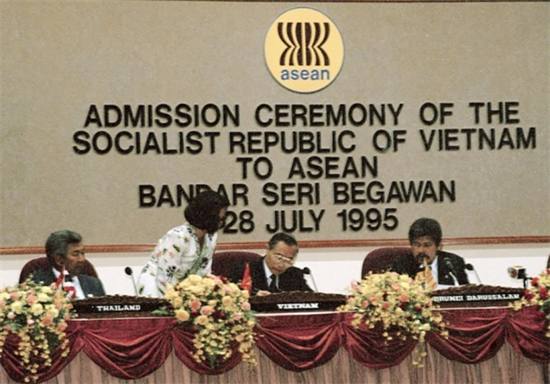 asean
ADMISSION CEREMONY OF THE
SOCIALIST REPUBLIC OF VIETNAM
TO ASEAN
BANDAR SERI BEGAWAN
28 JULY 1995
THAILAND
VIETNAM
BRUNEI DARUSSALAM